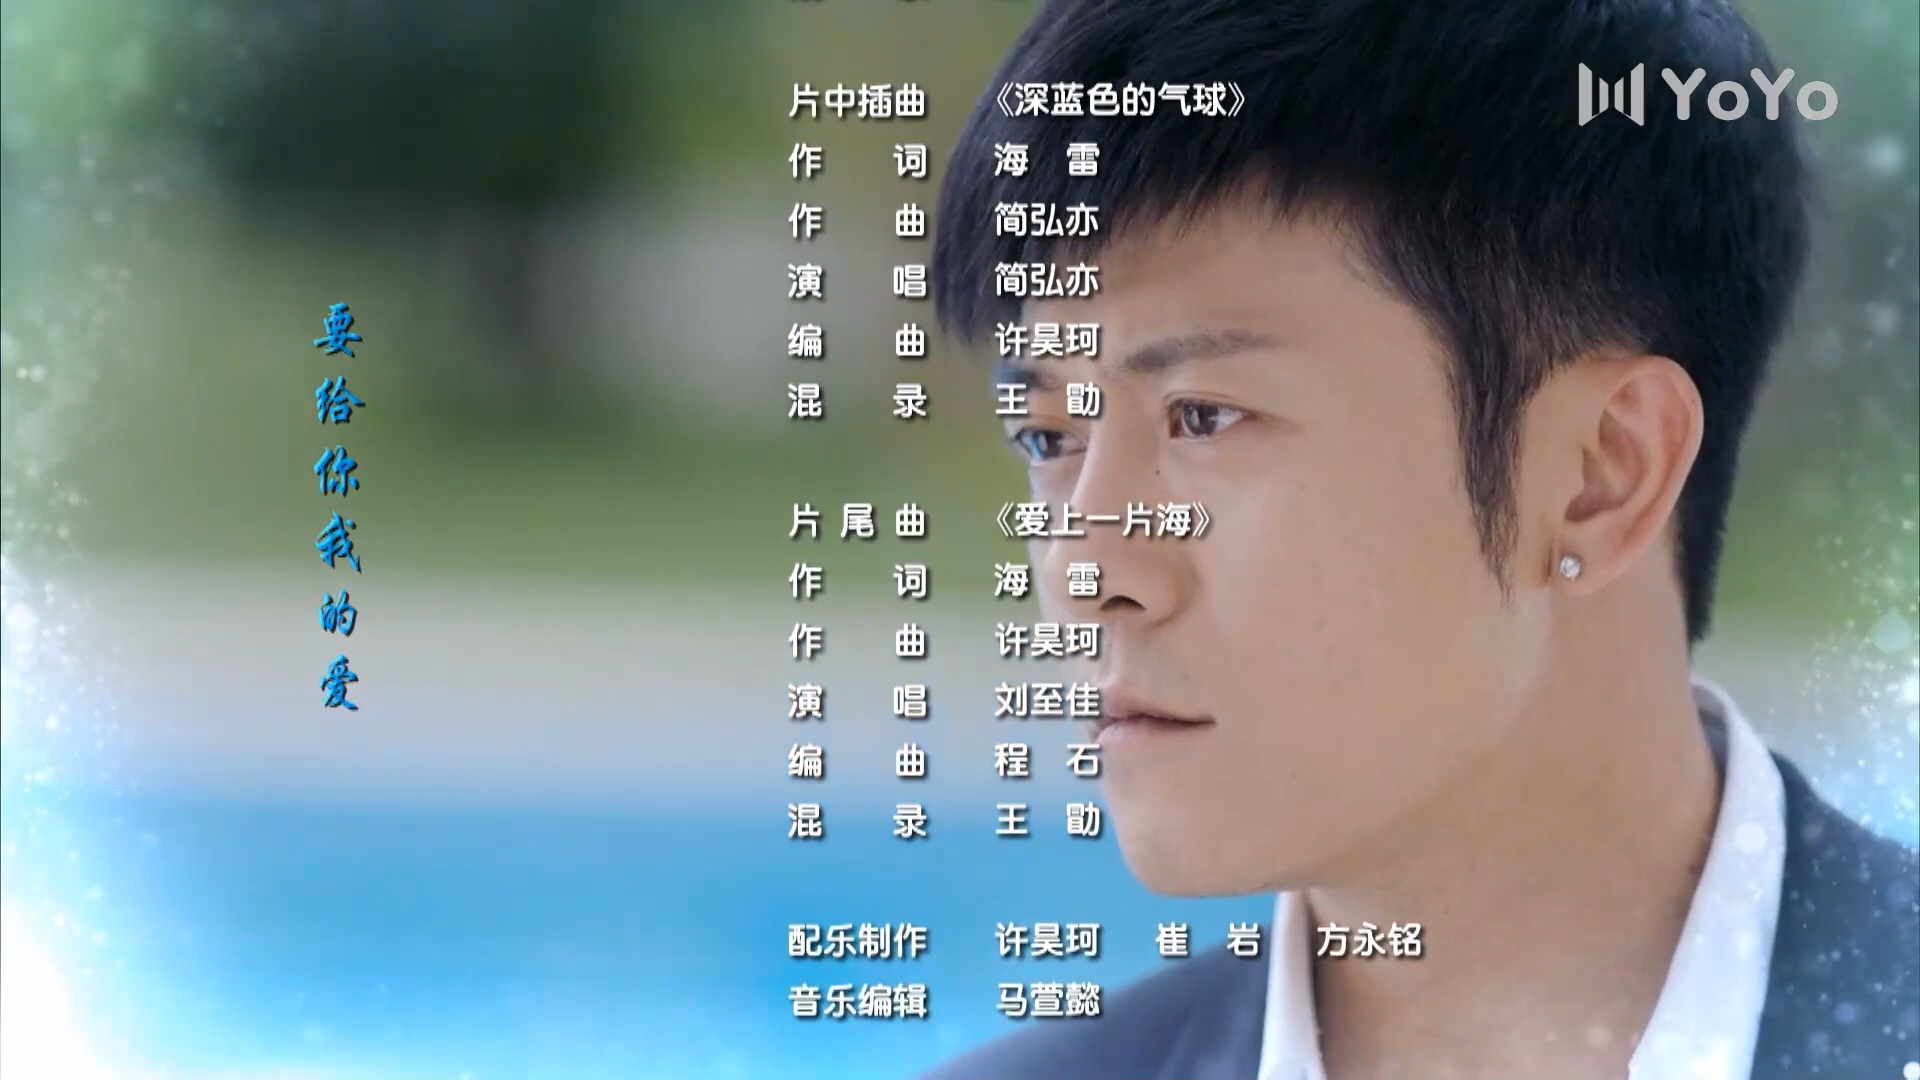 YoYo
片中插曲 《深蓝色的气球》
作词 海雷
作曲 简弘亦
演唱 简弘亦
编曲 许昊珂
混录 王勖
片尾曲 《爱上一片海》
作词 海雷
作曲 许昊珂
演唱 刘至佳
编曲 程石
混录 王勖
配乐制作 许昊珂 崔岩 方永铭
音乐编辑 马萱懿
要给你我的爱